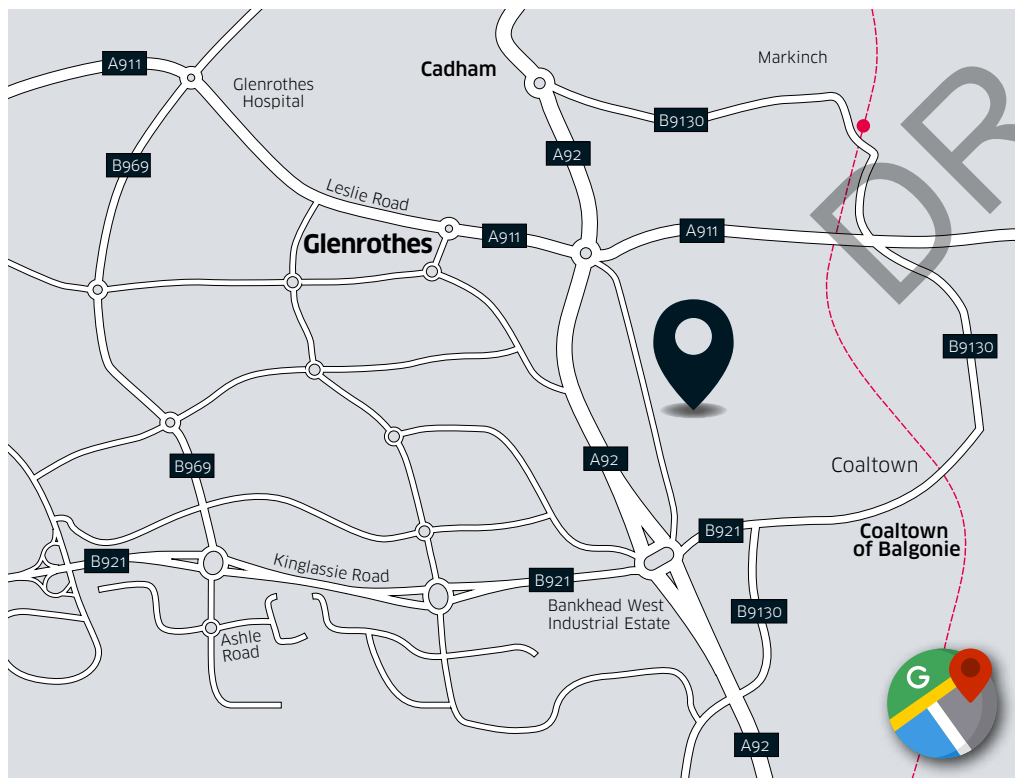 Markinch
A911
Cadham
Glenrothes
Hospital
B9130
A92
B969
Leslie Road
A911
A911
Glenrothes
DR
B9130
A92
Coaltown
B969
B921
Coaltown
of Balgonie
B921
Kinglassie Road
B921
Bankhead West
Industrial Estate
B9130
Ashle
Road
G
A92